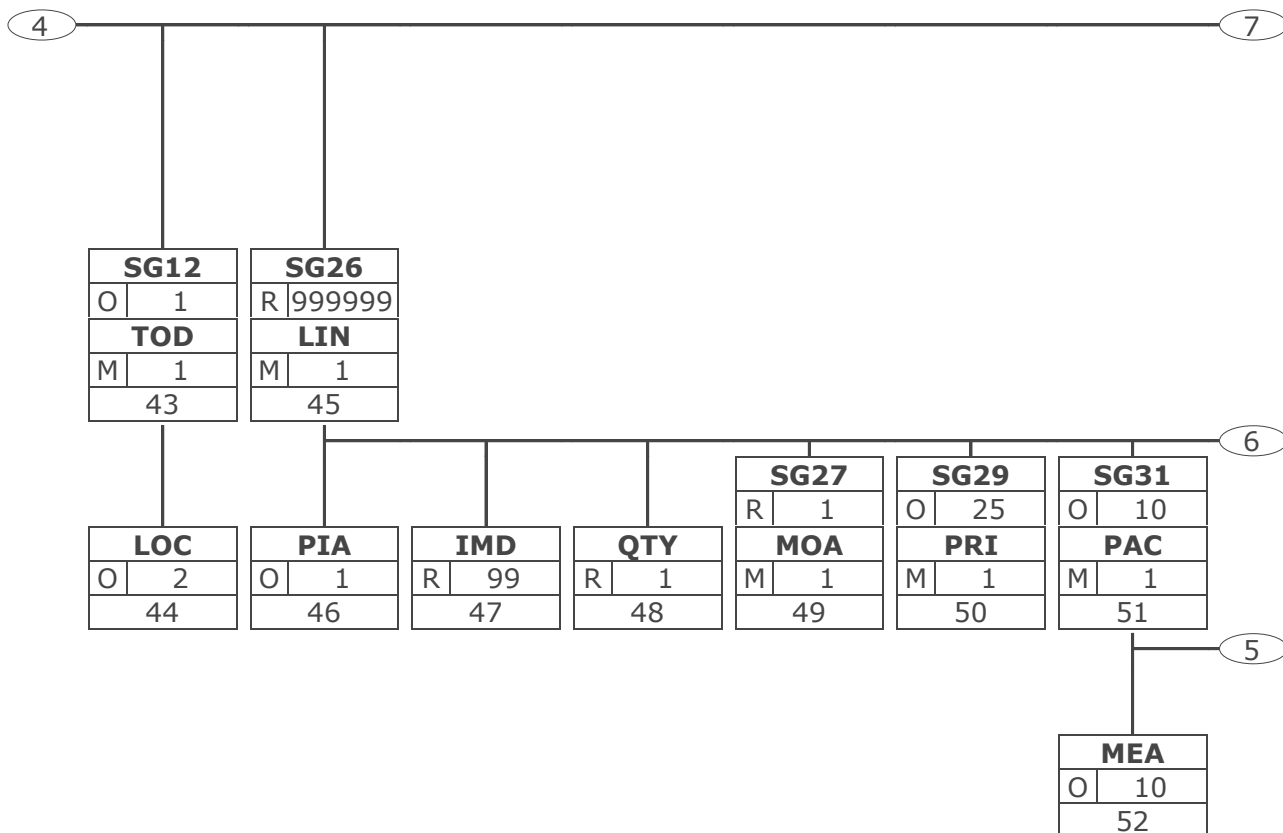 4 7
SG12 SG26
O 1 R 999999
TOD LIN
M 1 M 1
43 45
6
SG27 SG29 SG31
R 1 O 25 O 10
LOC PIA IMD QTY MOA PRI PAC
O 2 O 1 R 99 R 1 M 1 M 1 M 1
44 46 47 48 49 50 51
5
MEA
O 10
52